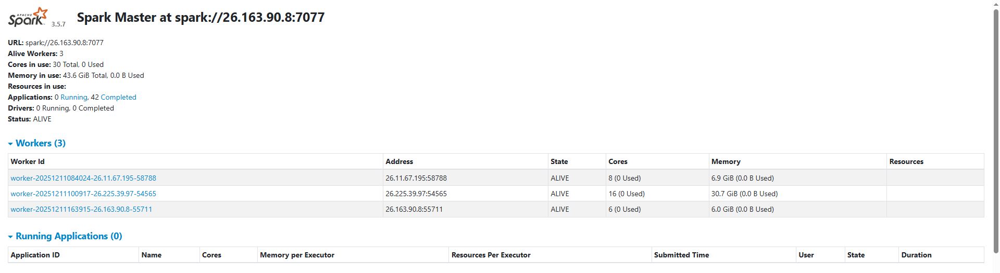 APACHE Spark 3.5.7 Spark Master at spark://26.163.90.8:7077
URL: spark://26.163.90.8:7077
Alive Workers: 3
Cores in use: 30 Total, 0 Used
Memory in use: 43.6 GiB Total, 0.0 B Used
Resources in use:
Applications: 0 Running, 42 Completed
Drivers: 0 Running, 0 Completed
Status: ALIVE
Workers (3)
Worker Id Address State Cores Memory Resources
worker-20251211084024-26.11.67.195-58788 26.11.67.195:58788 ALIVE 8 (0 Used) 6.9 GiB (0.0 B Used)
worker-20251211100917-26.225.39.97-54565 26.225.39.97:54565 ALIVE 16 (0 Used) 30.7 GiB (0.0 B Used)
worker-20251211163915-26.163.90.8-55711 26.163.90.8:55711 ALIVE 6 (0 Used) 6.0 GiB (0.0 B Used)
Running Applications (0)
Application ID Name Cores Memory per Executor Resources Per Executor Submitted Time User State Duration